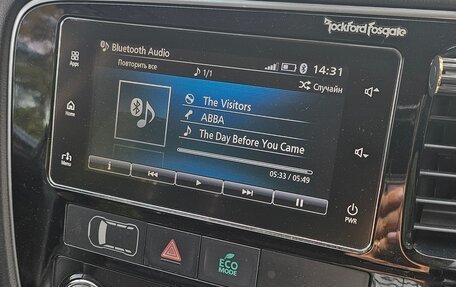 Rockford Fosgate
Bluetooth Audio
14:31
Повторить все
1/1
Случайн
Apps
The Visitors
ABBA
The Day Before You Came
Home
05:33 / 05:49
Menu
PWR
ECO
MODE